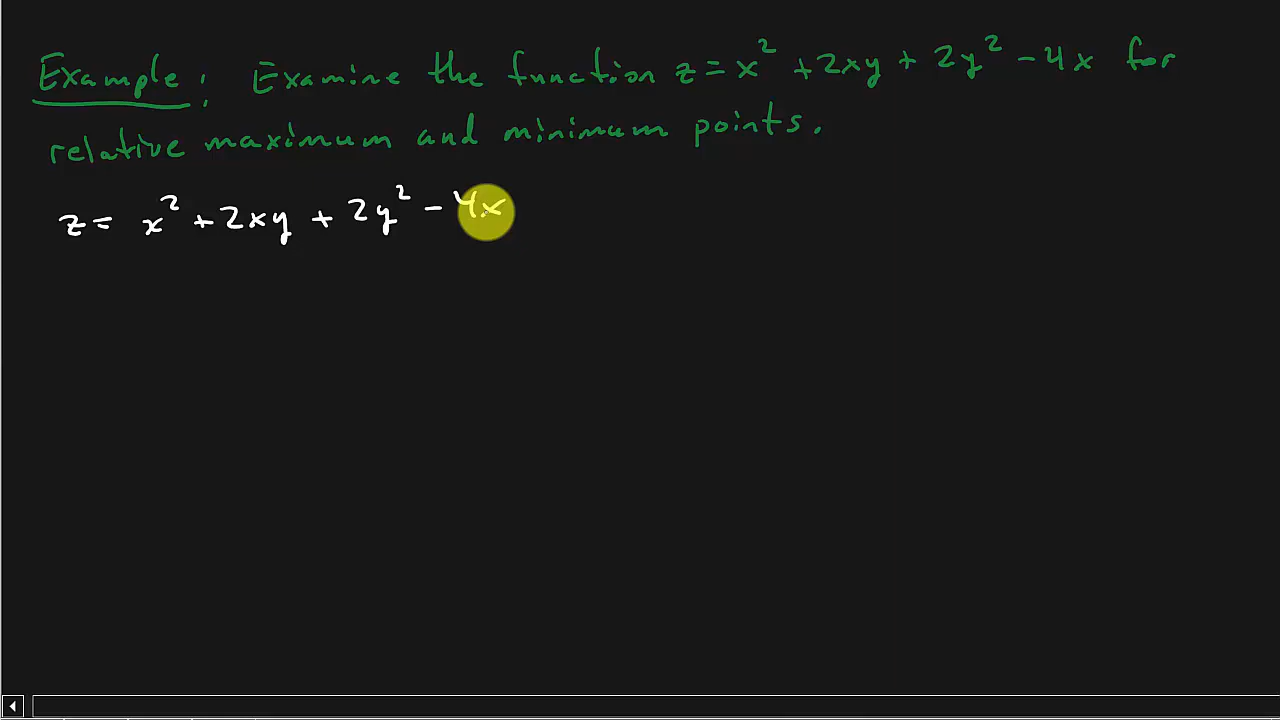 Example: Examine the function z = x² + 2xy + 2y² - 4x for
relative maximum and minimum points.
z = x² + 2xy + 2y² - 4x